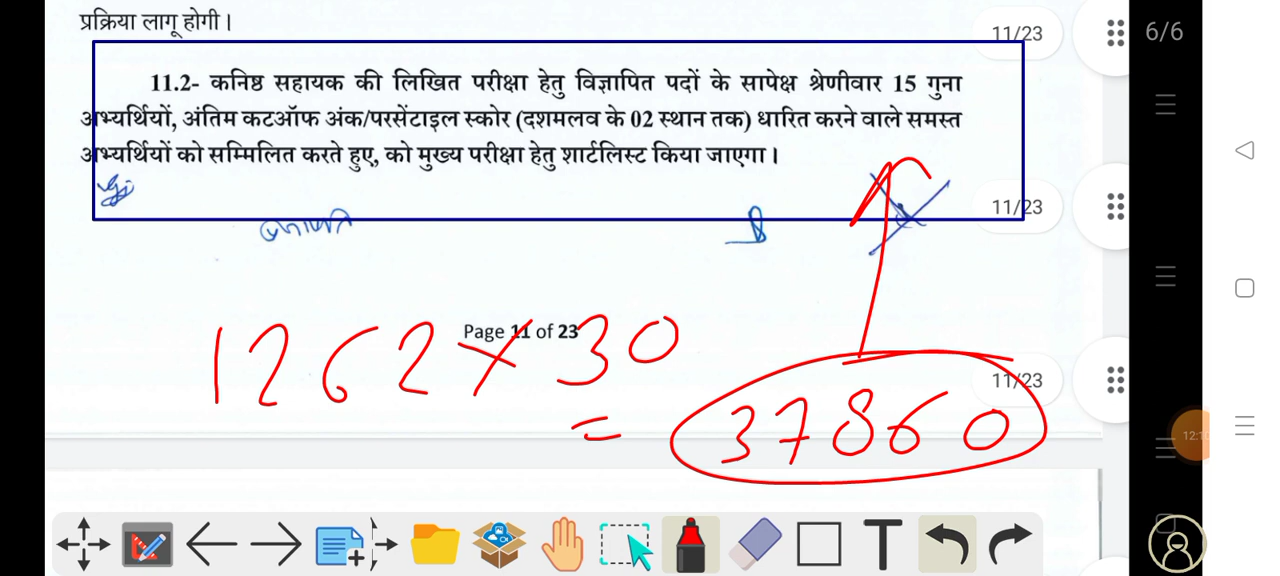 प्रक्रिया लागू होगी।
11/23
6/6
11.2- कनिष्ठ सहायक की लिखित परीक्षा हेतु विज्ञापित पदों के सापेक्ष श्रेणीवार 15 गुना
अभ्यर्थियों, अंतिम कटऑफ अंक/परसेंटाइल स्कोर (दशमलव के 02 स्थान तक) धारित करने वाले समस्त
अभ्यर्थियों को सम्मिलित करते हुए, को मुख्य परीक्षा हेतु शार्टलिस्ट किया जाएगा।
11/23
Page 11 of 23
1262 × 30
11/23
= 37860
T